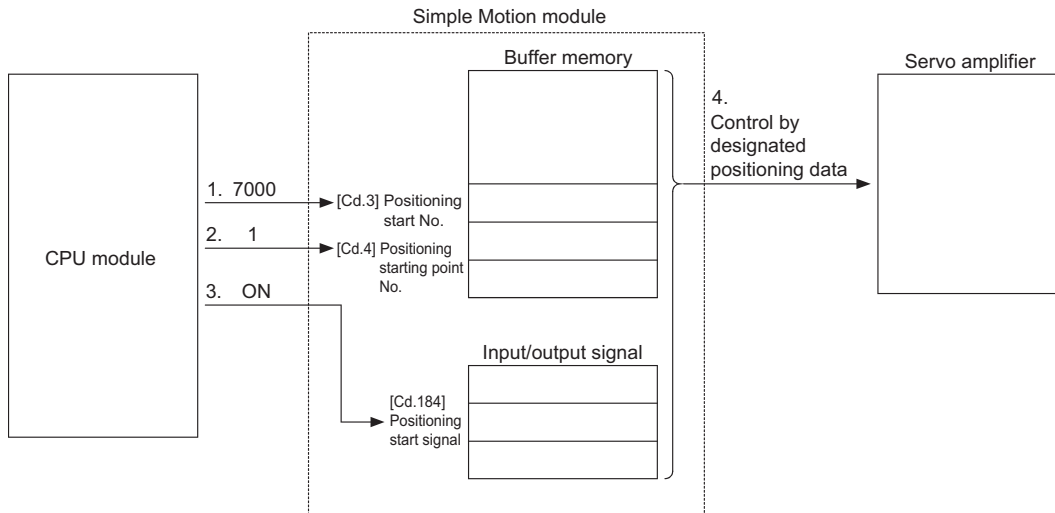 Simple Motion module
Buffer memory
Servo amplifier
CPU module
1. 7000
2. 1
3. ON
[Cd.3] Positioning
start No.
[Cd.4] Positioning
starting point
No.
4.
Control by
designated
positioning data
Input/output signal
[Cd.184]
Positioning
start signal